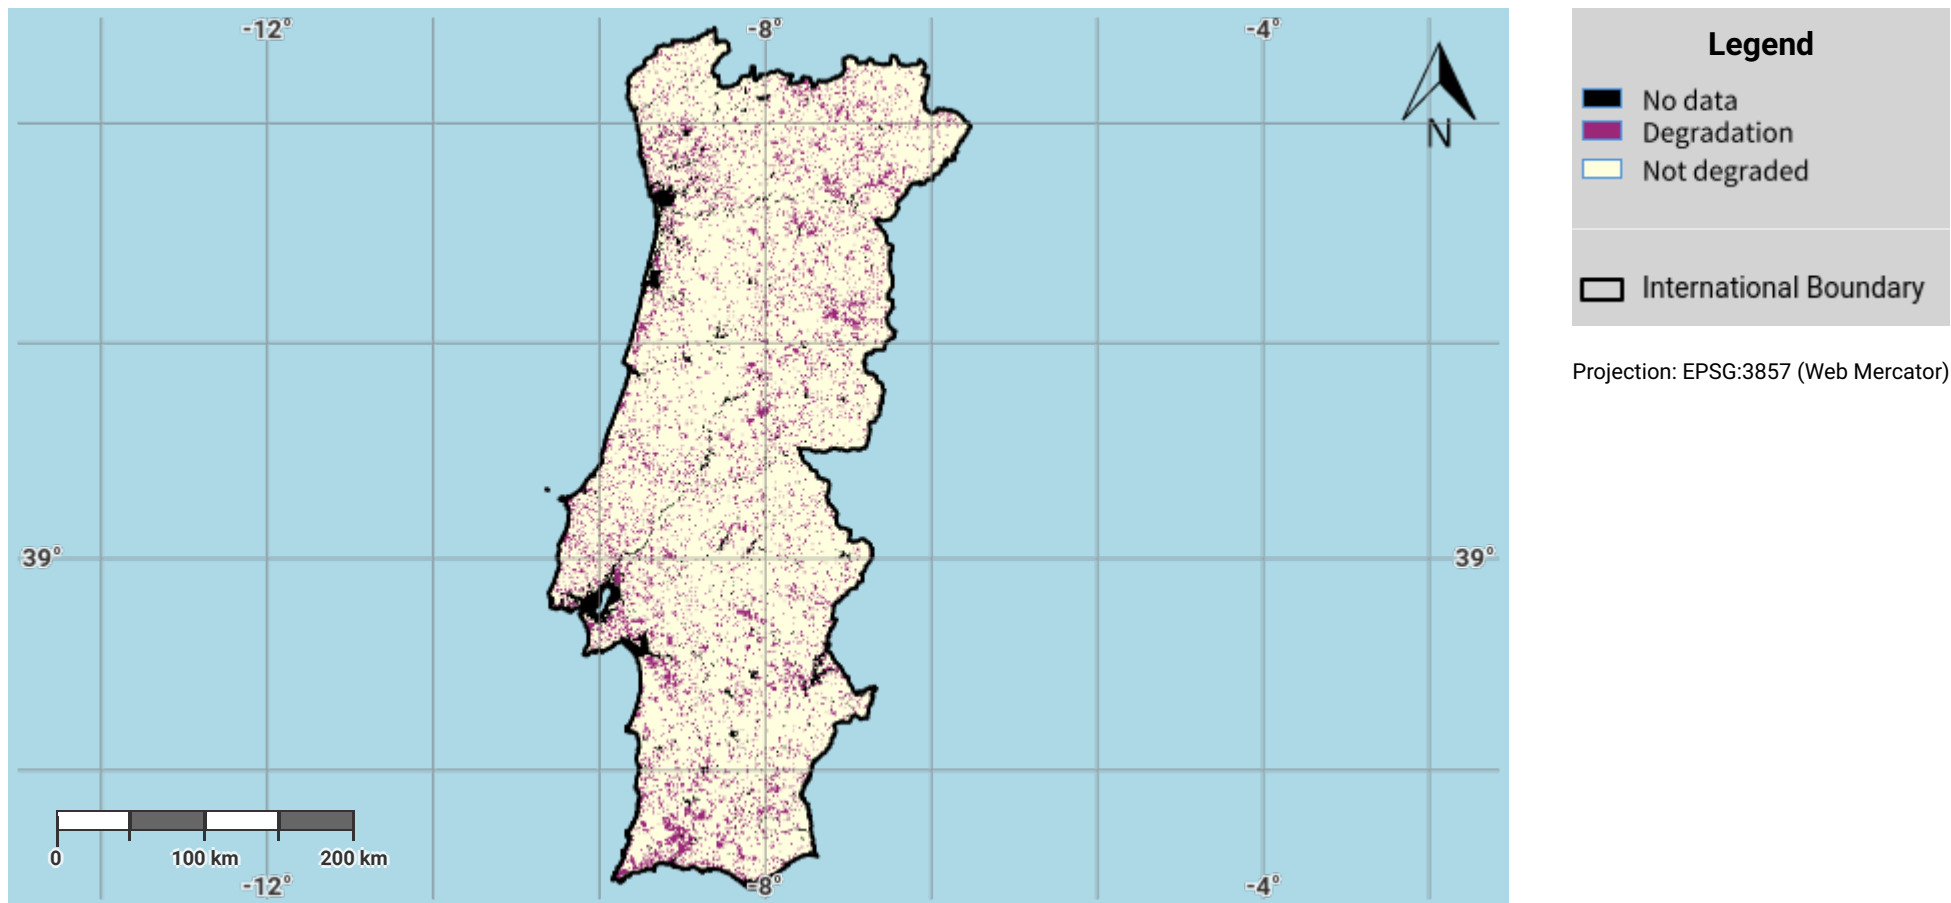 -12° -8° -4°
N
39° 39°
0 100 km 200 km
-12° -8° -4°
Legend
No data
Degradation
Not degraded
International Boundary
Projection: EPSG:3857 (Web Mercator)